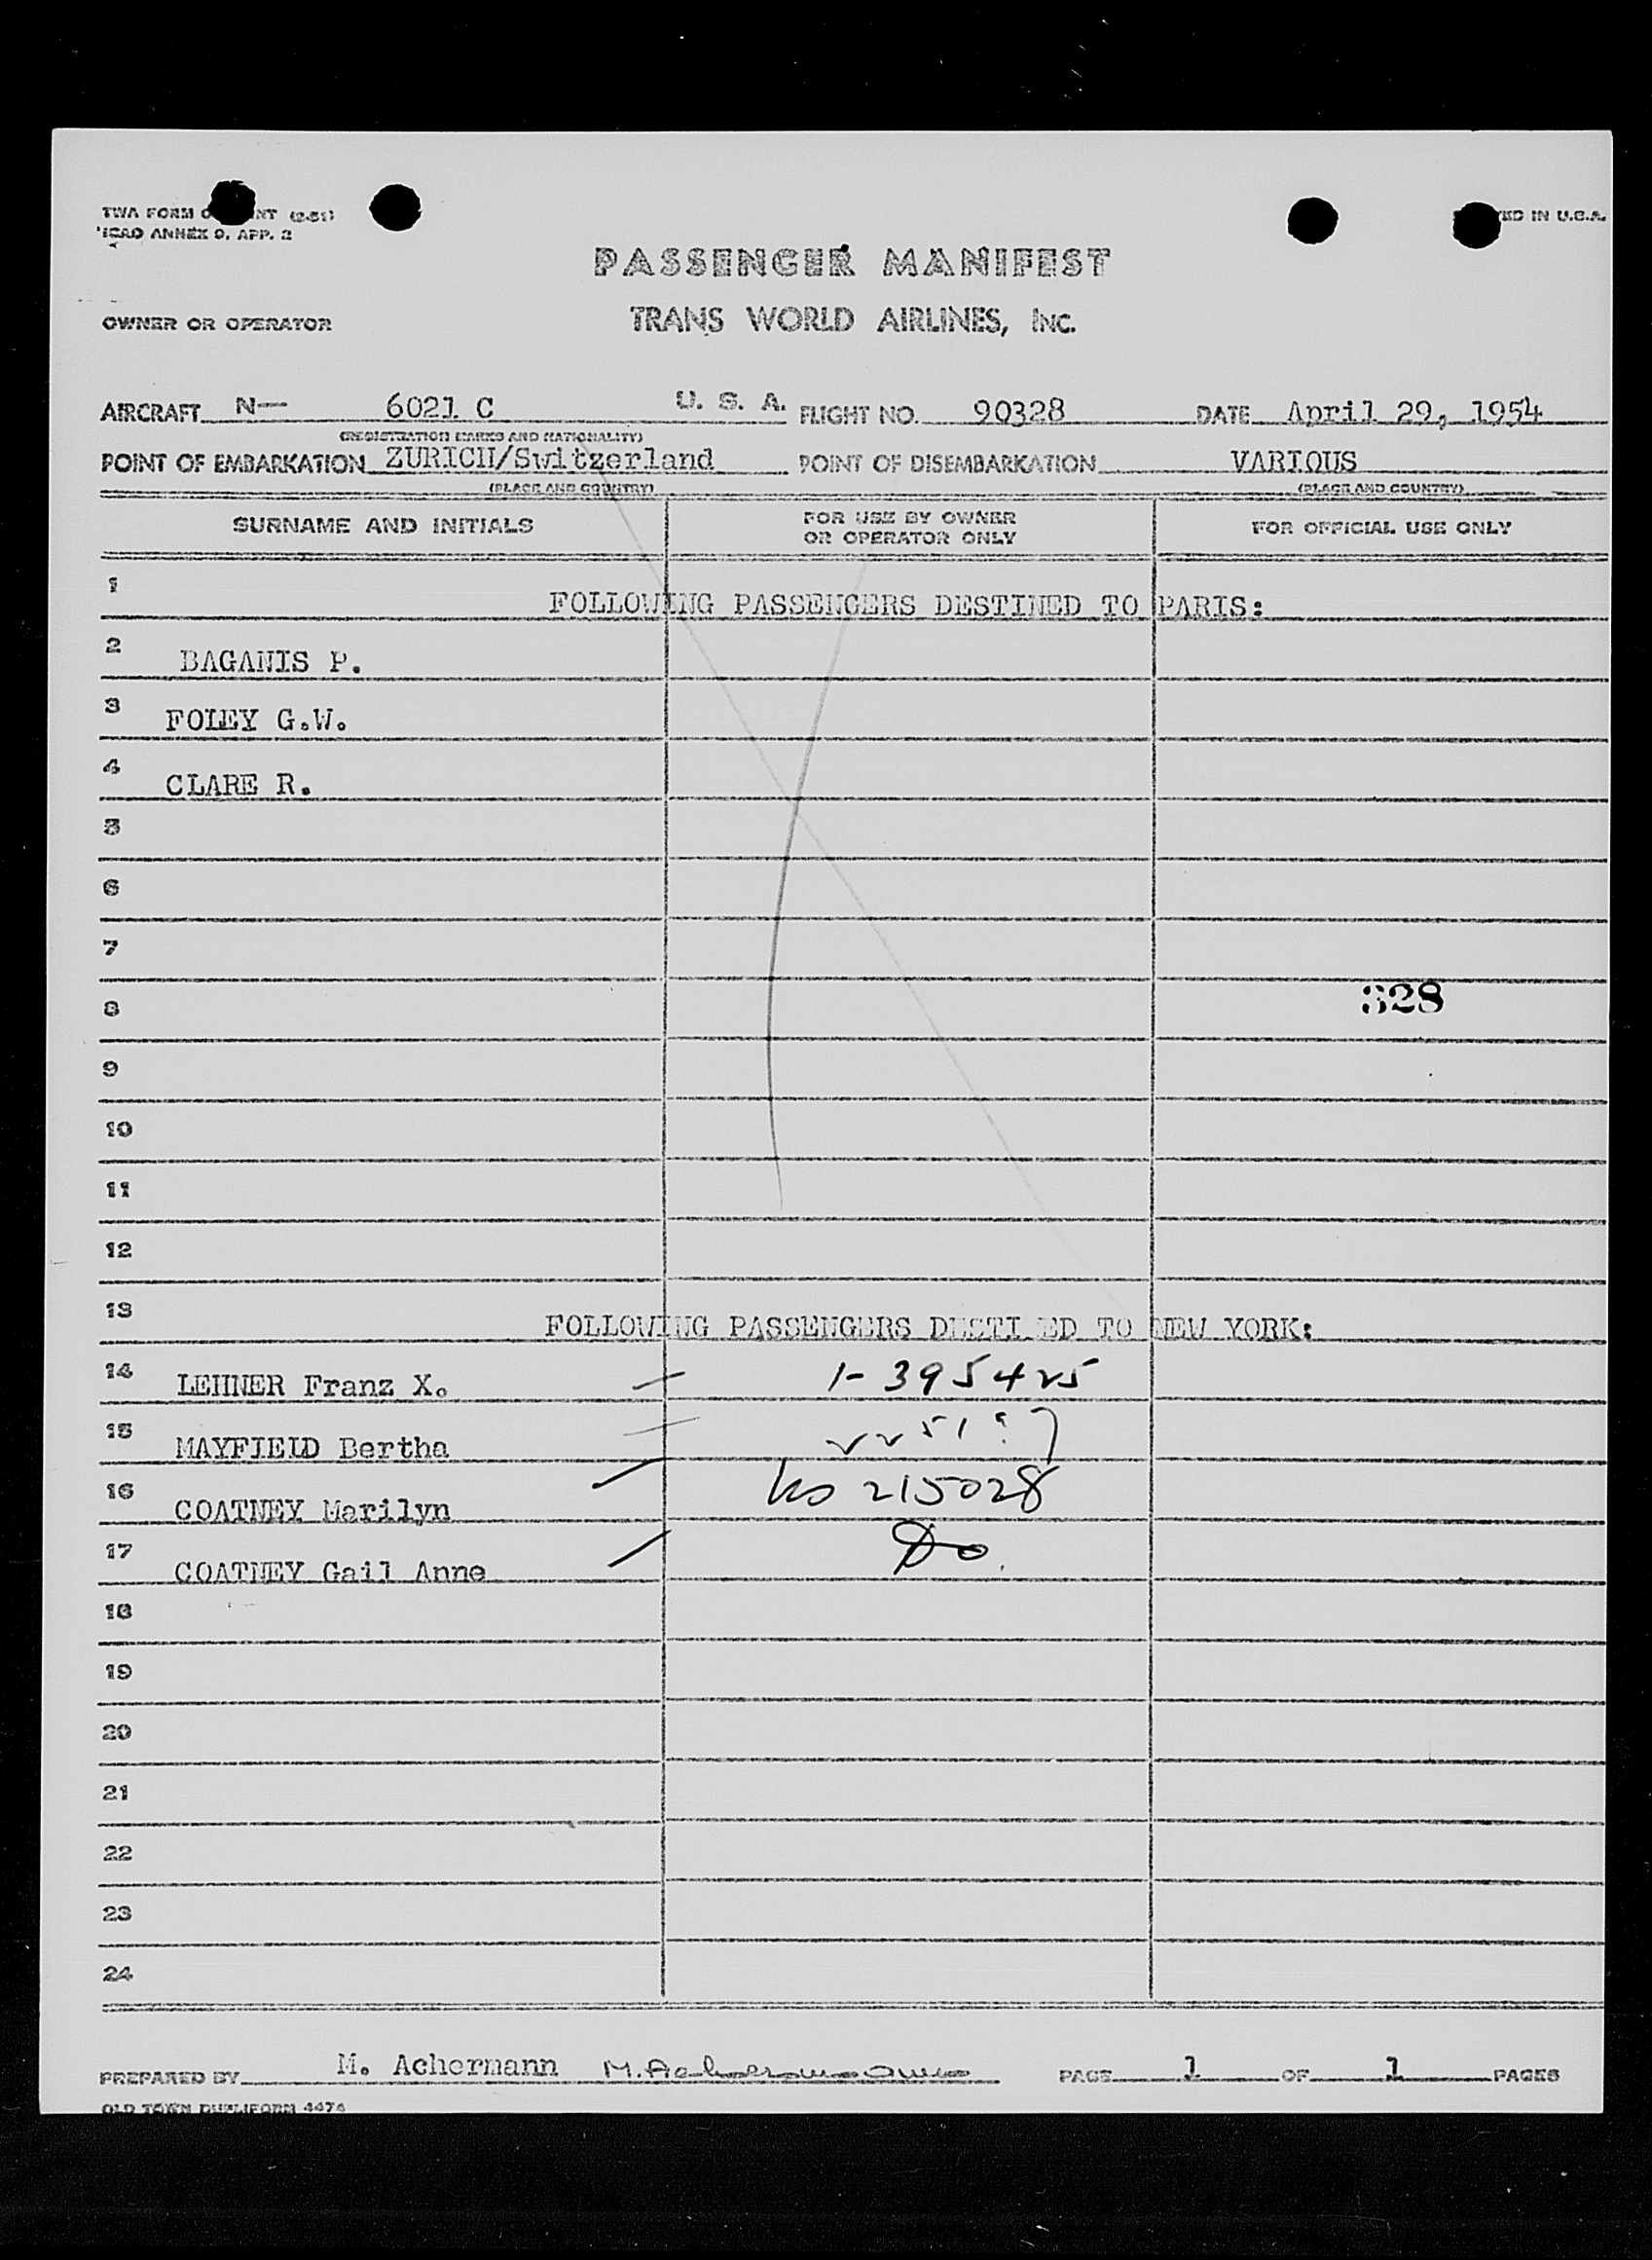 TWA FORM
(2-51)
ICAO ANNEX 9, APP. 2
IN U.S.A.
PASSENGER MANIFEST
OWNER OR OPERATOR TRANS WORLD AIRLINES, INC.
AIRCRAFT N— 6021 C U. S. A. FLIGHT NO. 90328 DATE April 29, 1954
(REGISTRATION MARKS AND NATIONALITY)
POINT OF EMBARKATION ZURICH/Switzerland POINT OF DISEMBARKATION VARIOUS
(PLACE AND COUNTRY) (PLACE AND COUNTRY)
SURNAME AND INITIALS FOR USE BY OWNER OR OPERATOR ONLY FOR OFFICIAL USE ONLY
1 FOLLOWING PASSENGERS DESTINED TO PARIS:
2 BAGANIS P.
3 FOLEY G.W.
4 CLARE R.
5
6
7
8 328
9
10
11
12
13 FOLLOWING PASSENGERS DESTI ED TO NEW YORK:
14 LEHNER Franz X. 1-395425
15 MAYFIELD Bertha
16 COATNEY Marilyn 215028
17 COATNEY Gail Anne Do.
18
19
20
21
22
23
24
PREPARED BY M. Achermann M. Achermann PAGE 1 OF 1 PAGES
OLD TOWN DUPLIFORM 4474